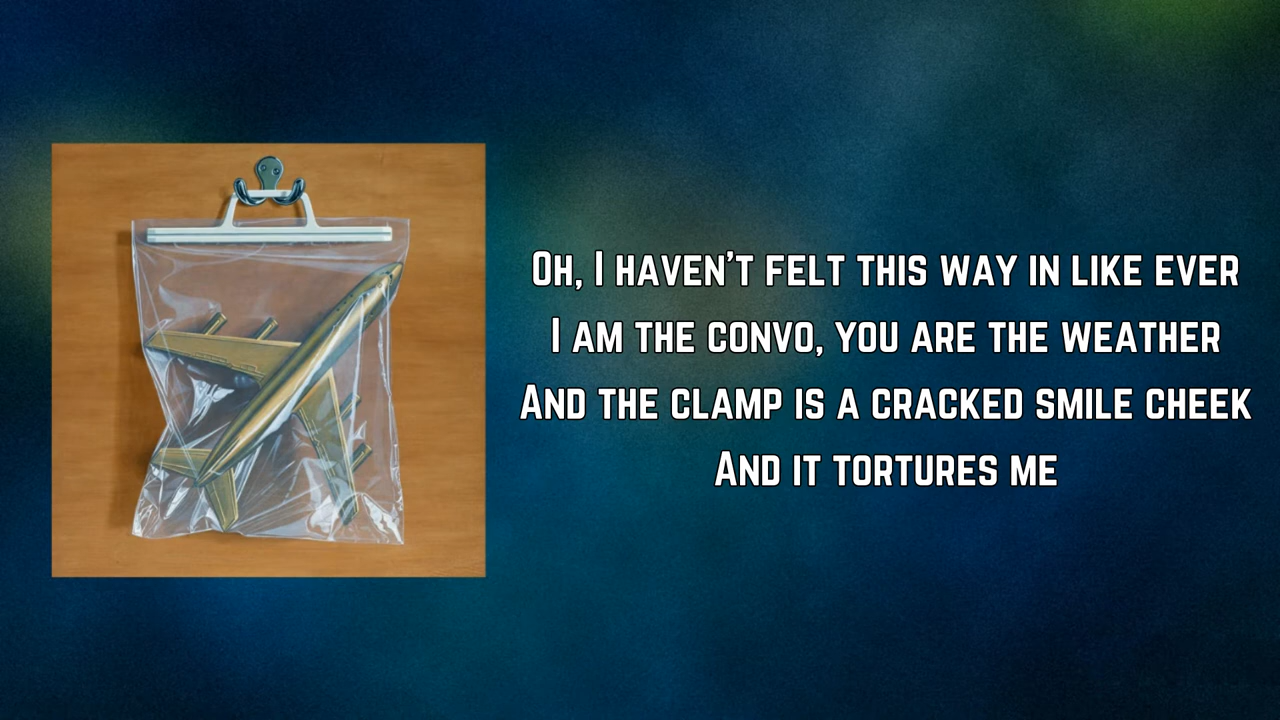 Oh, I haven't felt this way in like ever
I am the convo, you are the weather
And the clamp is a cracked smile cheek
And it tortures me